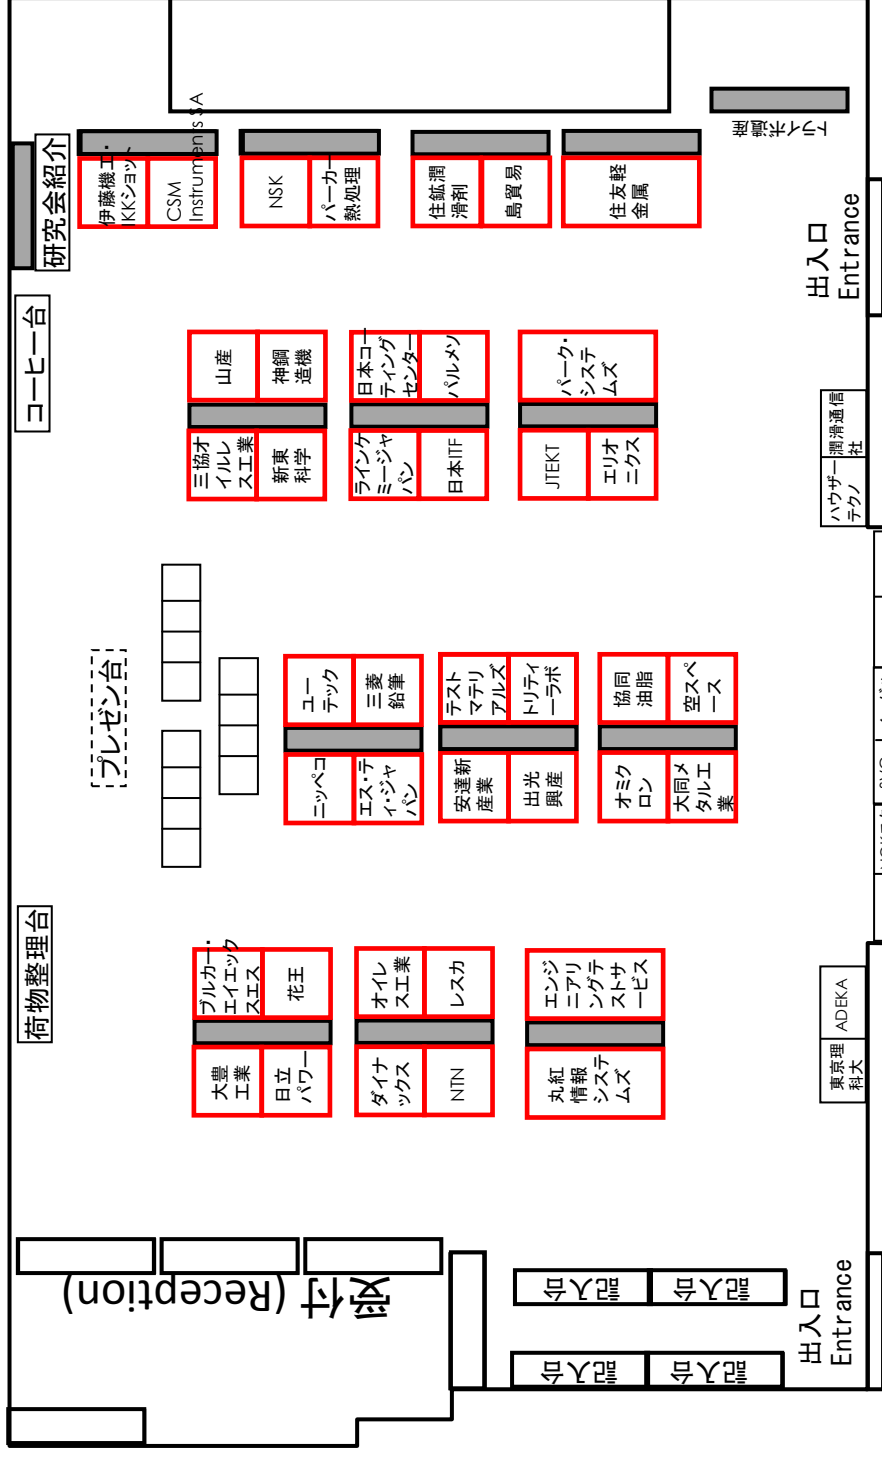 研究会紹介
コーヒー台
プレゼン台
荷物整理台
伊藤機工・
IKKショット
CSM
Instruments SA
NSK
パーカー
熱処理
住鉱潤
滑剤
島貿易
住友軽
金属
トライボ遺産
出入口
Entrance
山産
神鋼
造機
三協オ
イルレ
ス工業
新東
科学
日本コー
ティング
センター
パルメソ
ラインケ
ミージャ
パン
日本ITF
パーク・
システ
ムズ
JTEKT
エリオ
ニクス
潤滑通信
社
ハウザー
テクノ
ユー
テック
三菱
鉛筆
ニッペコ
エス・テ
ィ・ジャ
パン
テスト
マテリ
アルズ
トリティ
ーラボ
安達新
産業
出光
興産
協同
油脂
空スペ
ース
オミク
ロン
大同メ
タル工
業
ブルカー・
エイエック
スエス
花王
大豊
工業
日立
パワー
オイレ
ス工業
レスカ
ダイナ
ックス
NTN
エンジ
ニアリ
ングテ
ストサ
ービス
丸紅
情報
システ
ムズ
ADEKA
東京理
科大
受付 (Reception)
記入台
記入台
記入台
記入台
出入口
Entrance